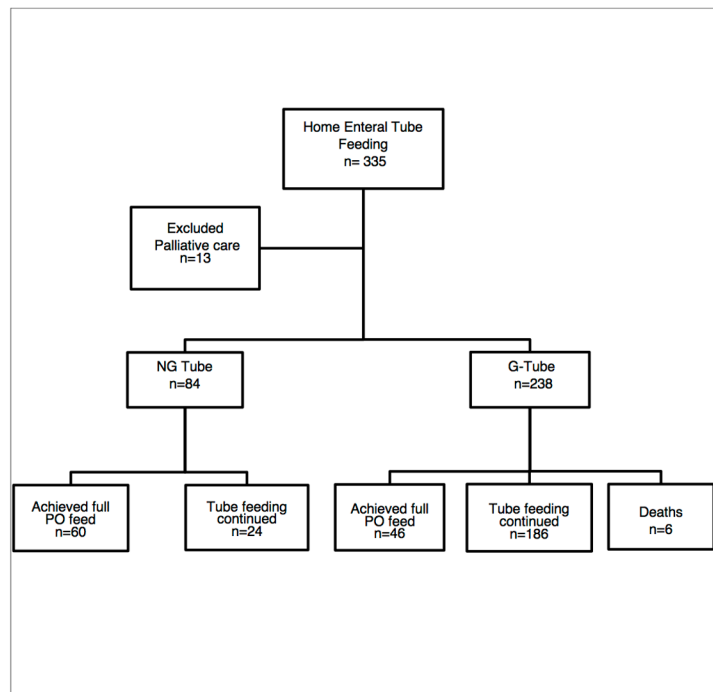 Home Enteral Tube
Feeding
n= 335
Excluded
Palliative care
n=13
NG Tube
n=84
G-Tube
n=238
Achieved full
PO feed
n=60
Tube feeding
continued
n=24
Achieved full
PO feed
n=46
Tube feeding
continued
n=186
Deaths
n=6